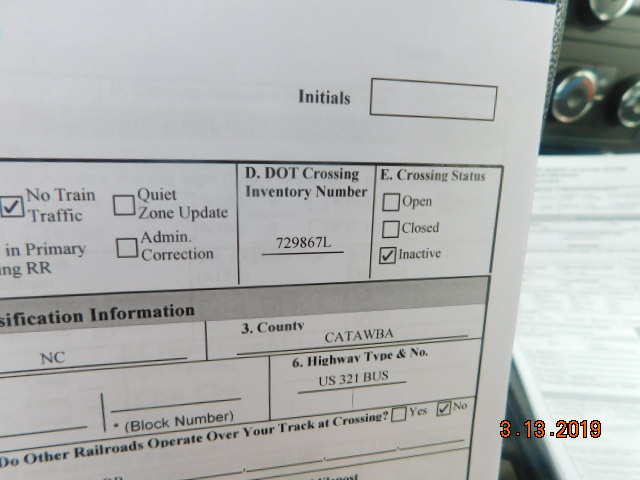 Initials
No Train Traffic
Quiet Zone Update
in Primary
ng RR
Admin. Correction
D. DOT Crossing Inventory Number
729867L
E. Crossing Status
Open
Closed
Inactive
sification Information
NC
3. County
CATAWBA
6. Highway Type & No.
US 321 BUS
* (Block Number)
Do Other Railroads Operate Over Your Track at Crossing? Yes No
3.13.2019